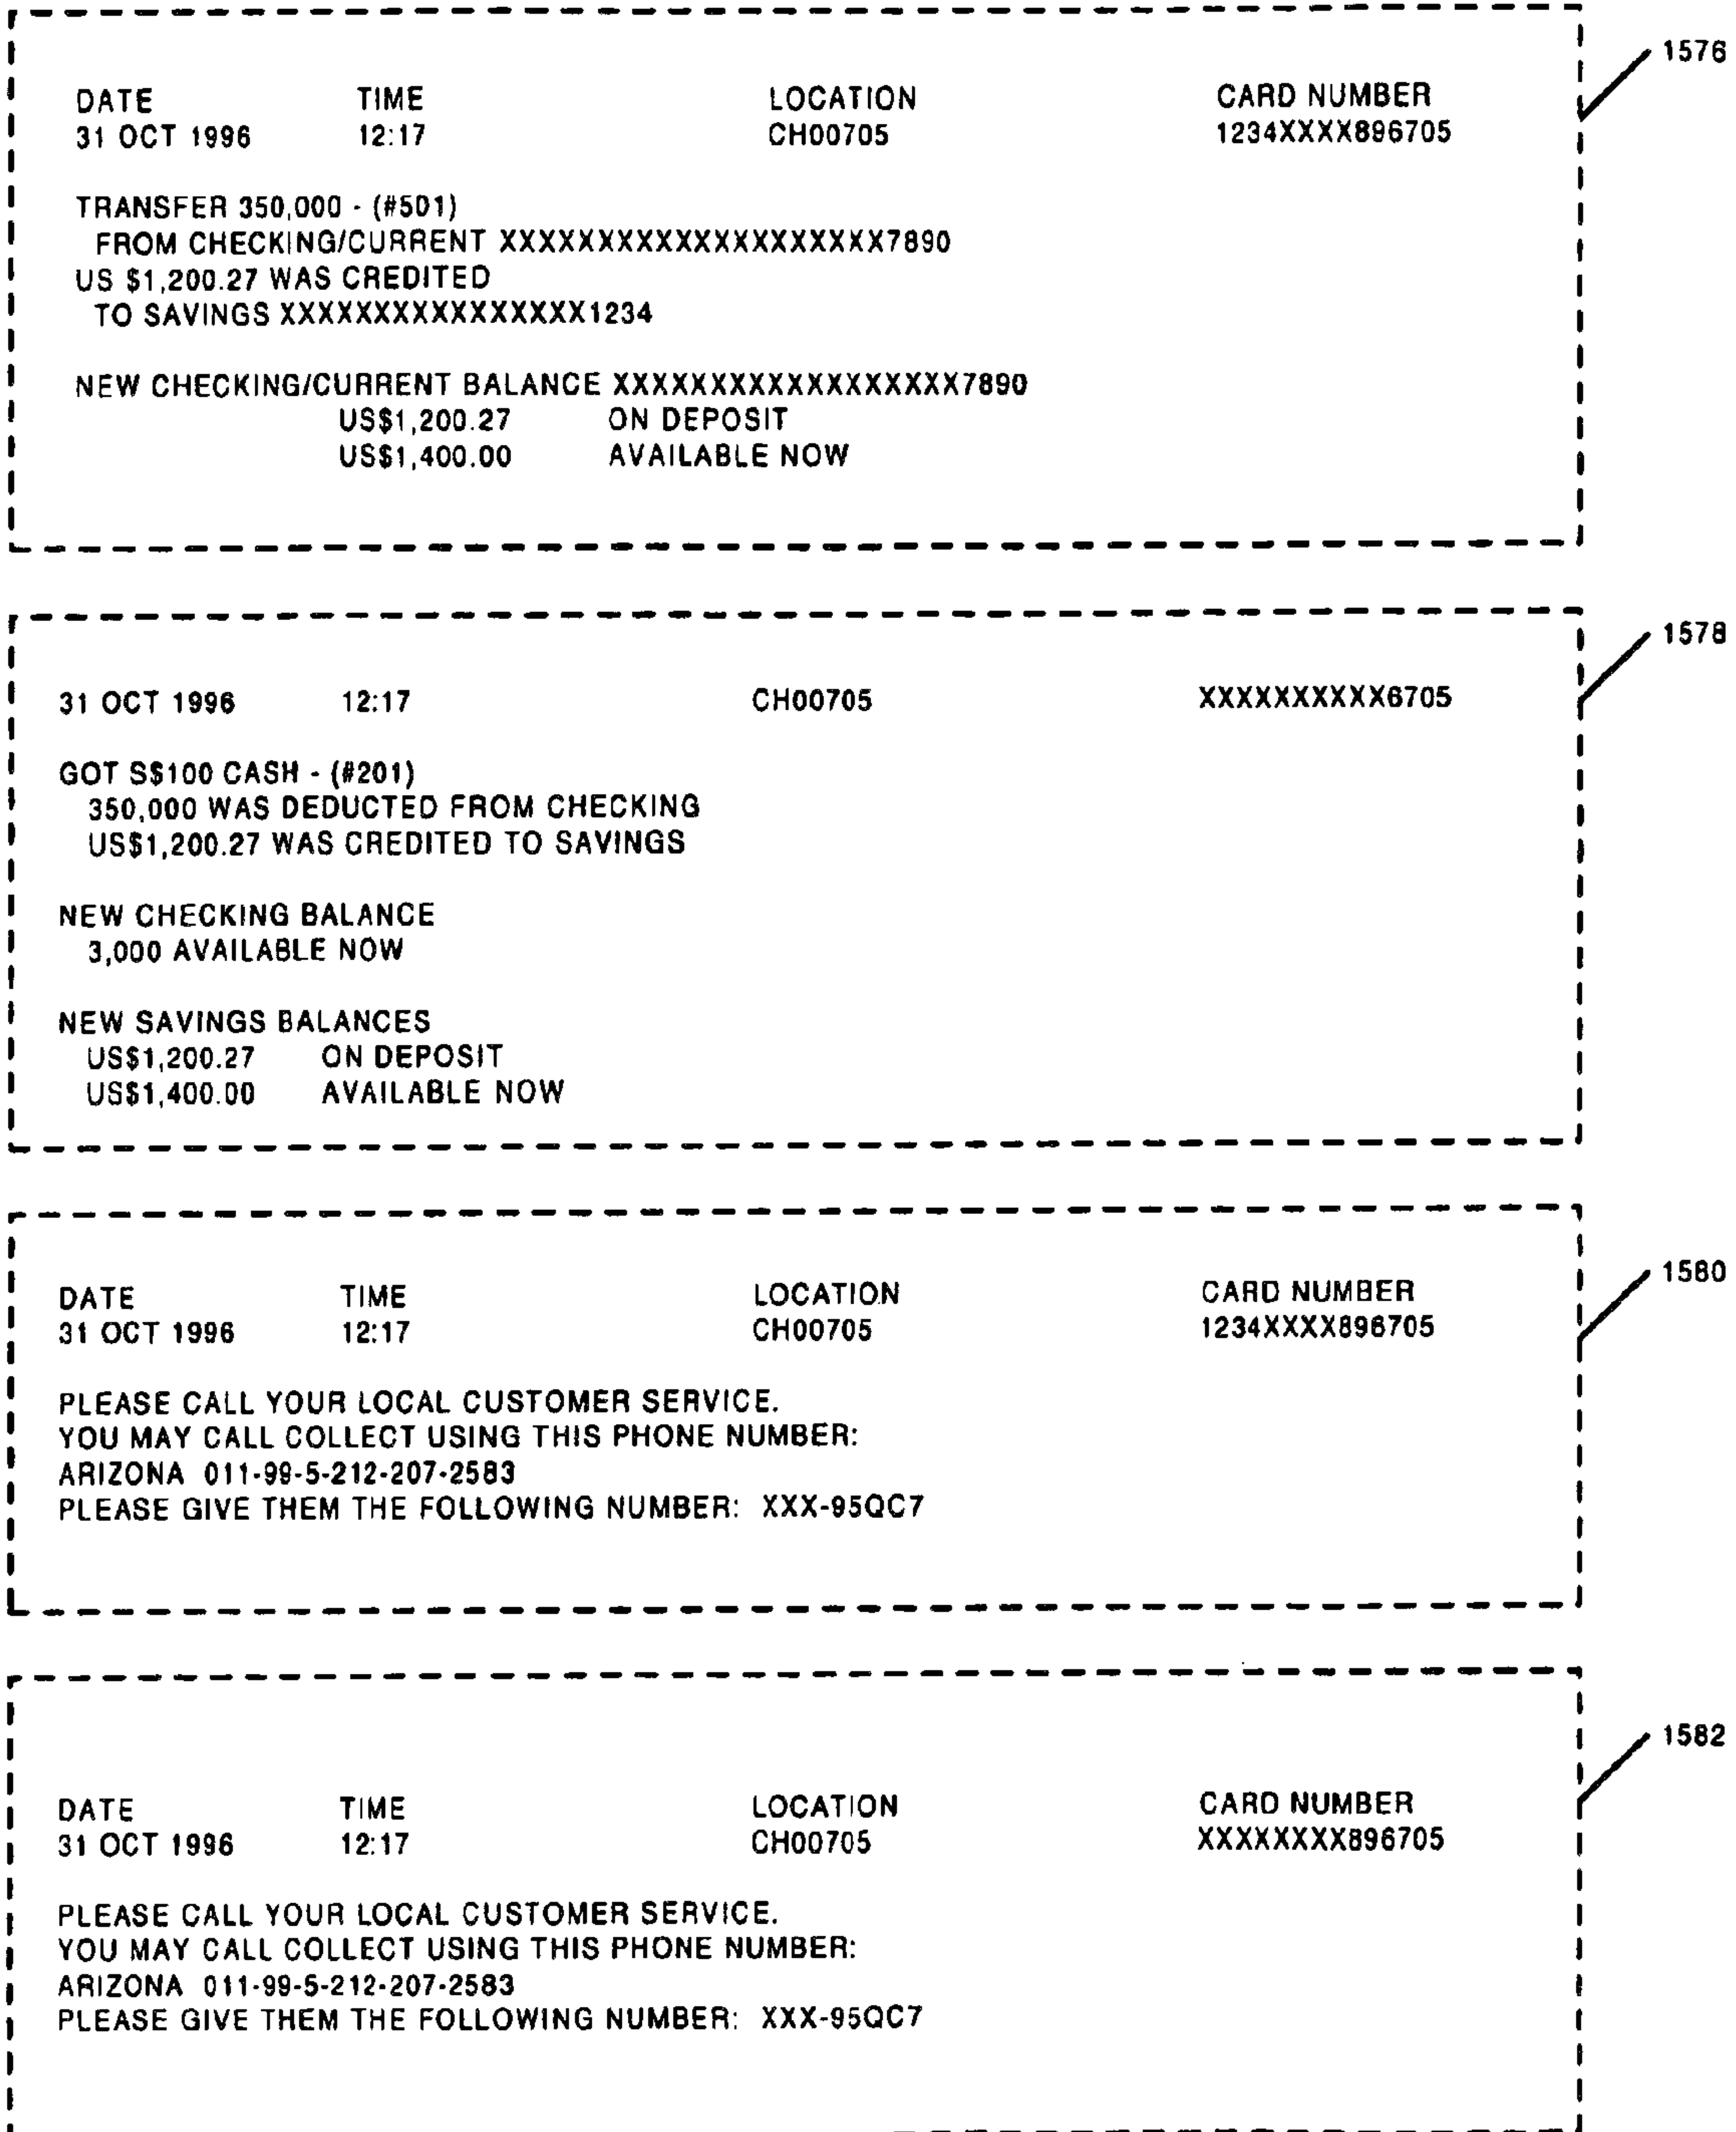 1576
DATE TIME LOCATION CARD NUMBER
31 OCT 1996 12:17 CH00705 1234XXXX896705
TRANSFER 350,000 - (#501)
FROM CHECKING/CURRENT XXXXXXXXXXXXXXXXXXXXX7890
US $1,200.27 WAS CREDITED
TO SAVINGS XXXXXXXXXXXXXXXXX1234
NEW CHECKING/CURRENT BALANCE XXXXXXXXXXXXXXXXXXX7890
US$1,200.27 ON DEPOSIT
US$1,400.00 AVAILABLE NOW
1578
31 OCT 1996 12:17 CH00705 XXXXXXXXXX6705
GOT S$100 CASH - (#201)
350,000 WAS DEDUCTED FROM CHECKING
US$1,200.27 WAS CREDITED TO SAVINGS
NEW CHECKING BALANCE
3,000 AVAILABLE NOW
NEW SAVINGS BALANCES
US$1,200.27 ON DEPOSIT
US$1,400.00 AVAILABLE NOW
1580
DATE TIME LOCATION CARD NUMBER
31 OCT 1996 12:17 CH00705 1234XXXX896705
PLEASE CALL YOUR LOCAL CUSTOMER SERVICE.
YOU MAY CALL COLLECT USING THIS PHONE NUMBER:
ARIZONA 011-99-5-212-207-2583
PLEASE GIVE THEM THE FOLLOWING NUMBER: XXX-95QC7
1582
DATE TIME LOCATION CARD NUMBER
31 OCT 1996 12:17 CH00705 XXXXXXXX896705
PLEASE CALL YOUR LOCAL CUSTOMER SERVICE.
YOU MAY CALL COLLECT USING THIS PHONE NUMBER:
ARIZONA 011-99-5-212-207-2583
PLEASE GIVE THEM THE FOLLOWING NUMBER: XXX-95QC7